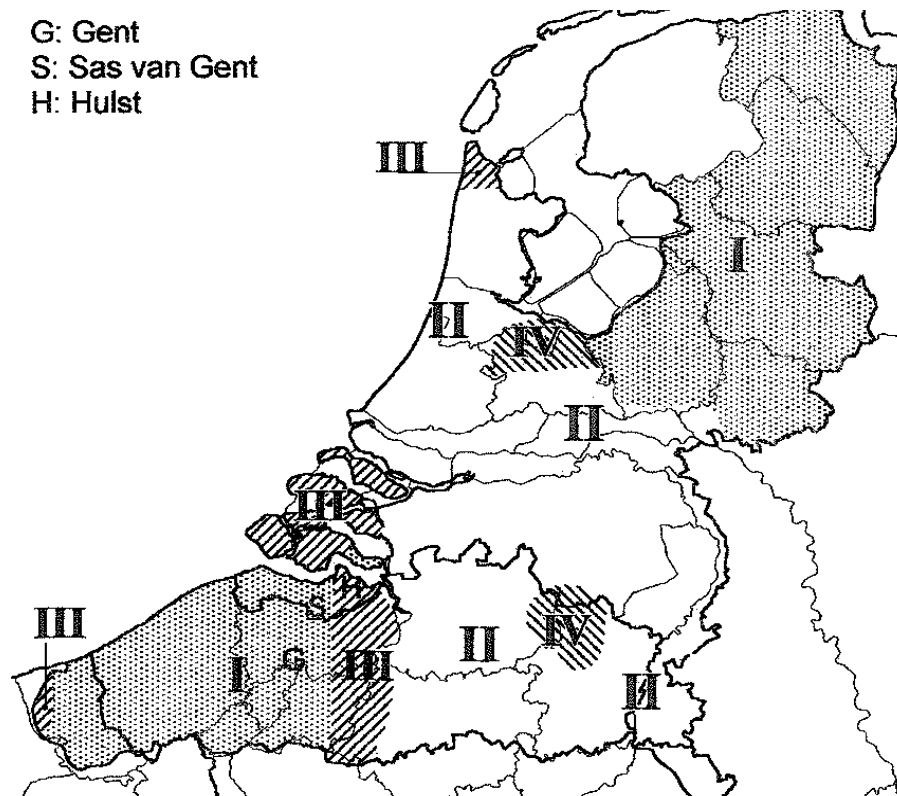 G: Gent
S: Sas van Gent
H: Hulst
III
I
II
IV
II
III
H
S
III
IV
II
G
I
III
II